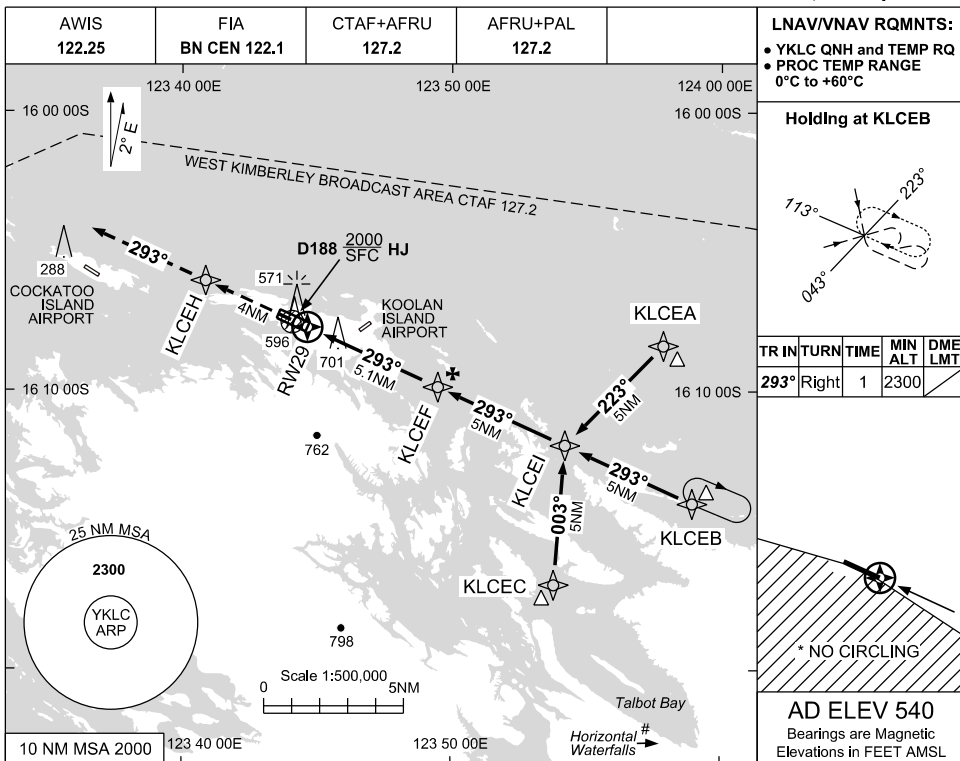 AWIS
122.25
FIA
BN CEN 122.1
CTAF+AFRU
127.2
AFRU+PAL
127.2
LNAV/VNAV RQMNTS:
• YKLC QNH and TEMP RQ
• PROC TEMP RANGE
0°C to +60°C
123 40 00E
123 50 00E
124 00 00E
16 00 00S
16 00 00S
2° E
WEST KIMBERLEY BROADCAST AREA CTAF 127.2
Holding at KLCEB
113°
223°
043°
293°
D188 2000 HJ
SFC
288
571
COCKATOO
ISLAND
AIRPORT
KLCEH
4NM
KOOLAN
ISLAND
AIRPORT
596
701
RW29
293°
5.1NM
KLCEA
TR IN TURN TIME MIN ALT DME LMT
293° Right 1 2300
16 10 00S
16 10 00S
KLCEF
293°
5NM
223°
5NM
762
KLCEI
293°
5NM
003°
5NM
KLCEB
25 NM MSA
2300
YKLC
ARP
KLCEC
798
* NO CIRCLING
Scale 1:500,000
0 5NM
Talbot Bay
Horizontal #
Waterfalls
10 NM MSA 2000
123 40 00E
123 50 00E
AD ELEV 540
Bearings are Magnetic
Elevations in FEET AMSL